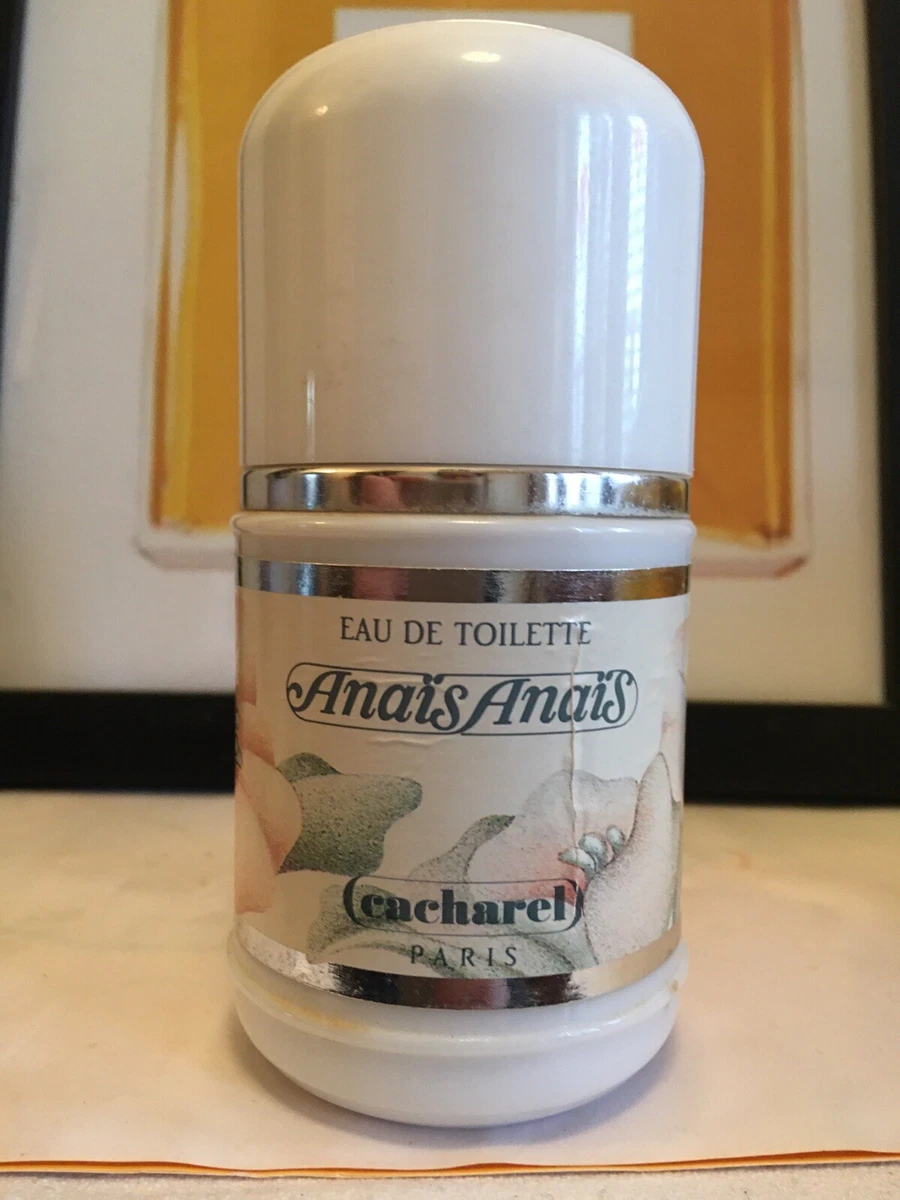 EAU DE TOILETTE
Anaïs Anaïs
cacharel
PARIS